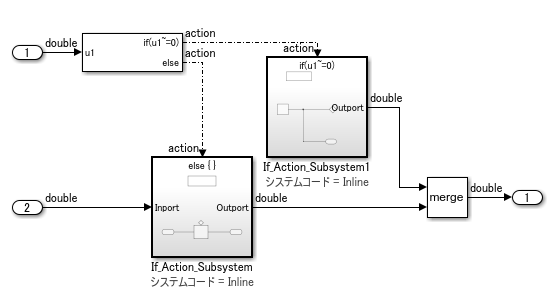 action
double
if(u1~=0)
action
1
u1
else
action
if(u1~=0)
Outport
double
action
If_Action_Subsystem1
システムコード = Inline
else { }
double
2
Inport
Outport
double
merge
double
1
If_Action_Subsystem
システムコード = Inline